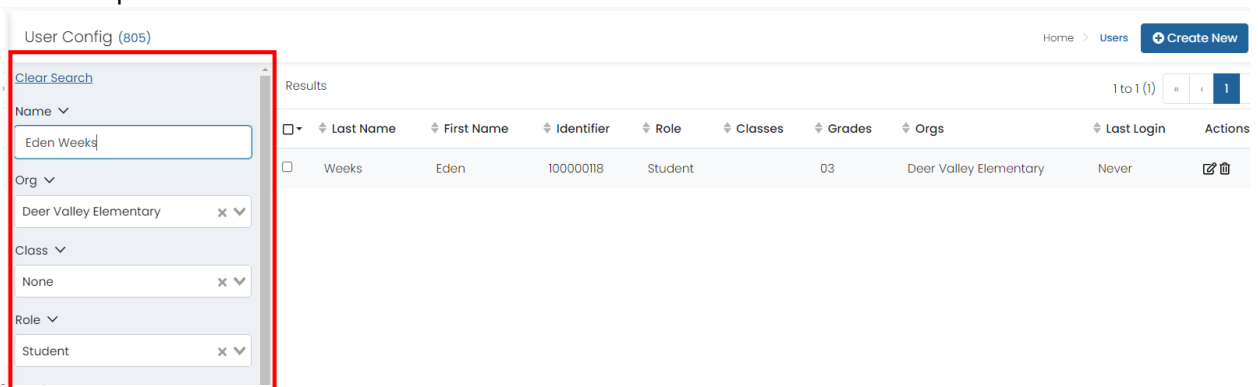 User Config (805)
Home > Users Create New
Clear Search
Name
Eden Weeks
Org
Deer Valley Elementary
Class
None
Role
Student
Results
1 to 1 (1) « ‹ 1
Last Name First Name Identifier Role Classes Grades Orgs Last Login Actions
Weeks Eden 100000118 Student 03 Deer Valley Elementary Never